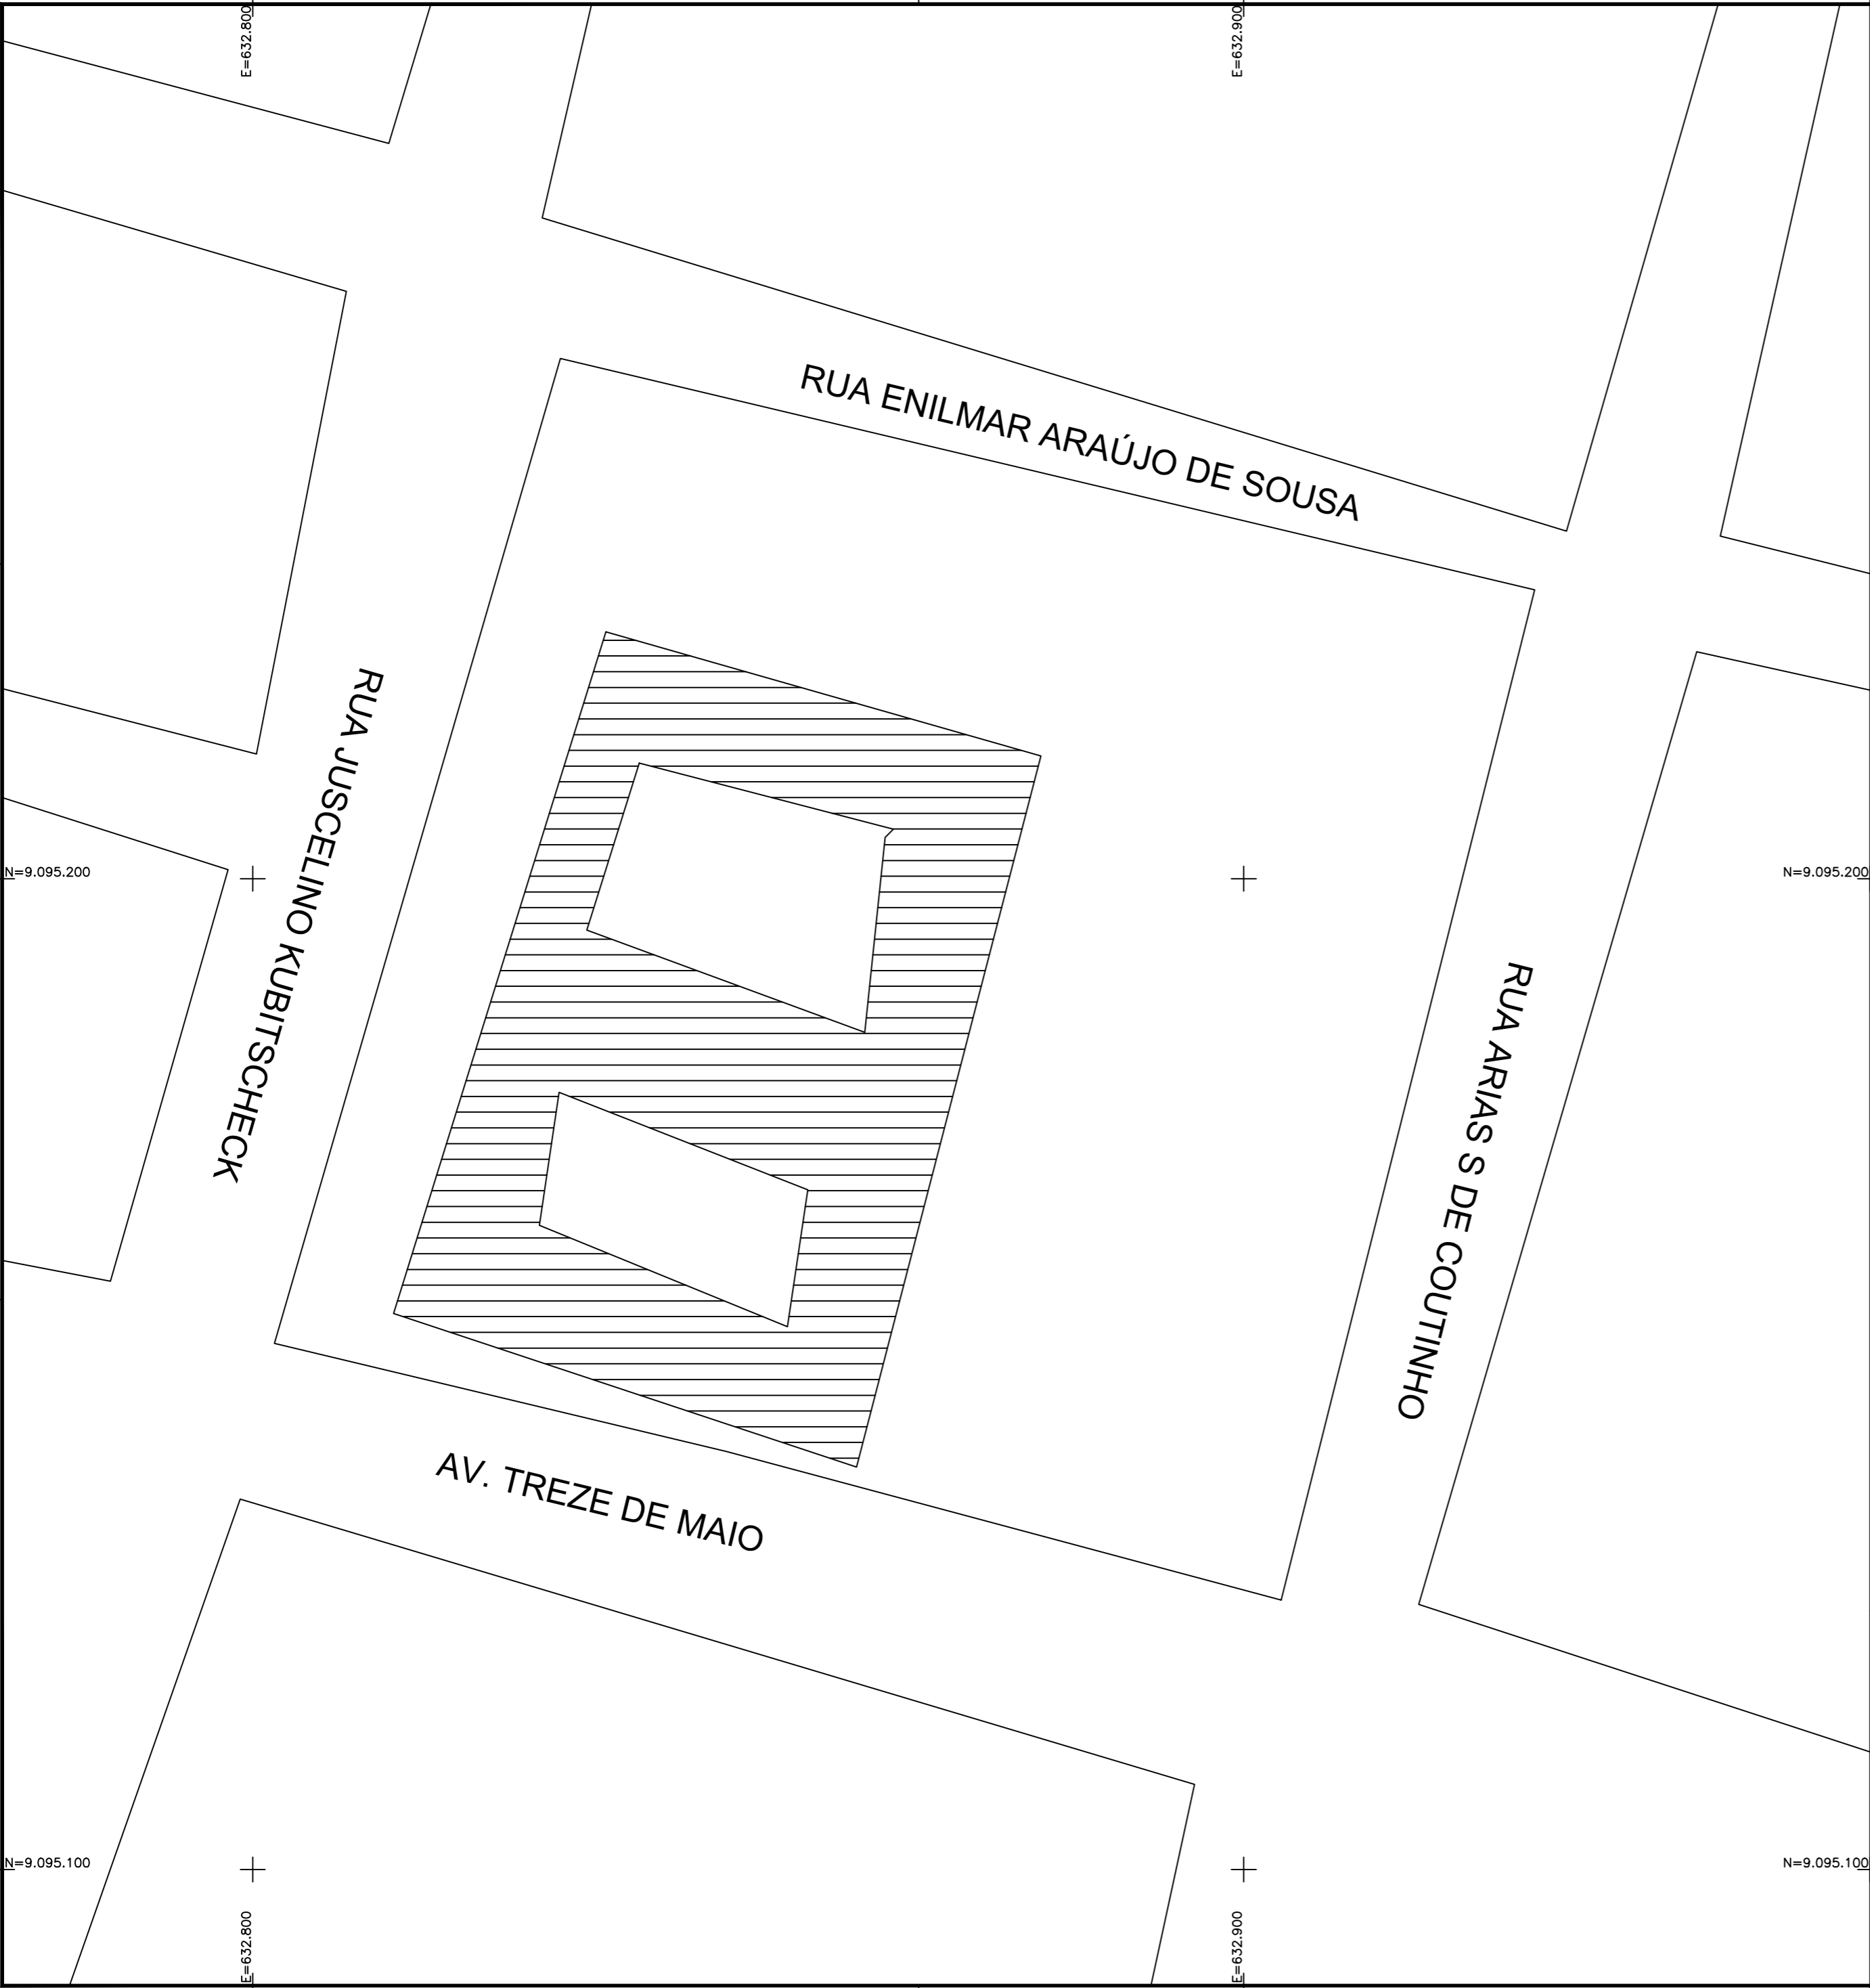 E=632.800
E=632.900
RUA ENILMAR ARAÚJO DE SOUSA
RUA JUSCELINO KUBITSCHECK
N=9.095.200
N=9.095.200
RUA ARIAS S DE COUTINHO
AV. TREZE DE MAIO
N=9.095.100
N=9.095.100
E=632.800
E=632.900